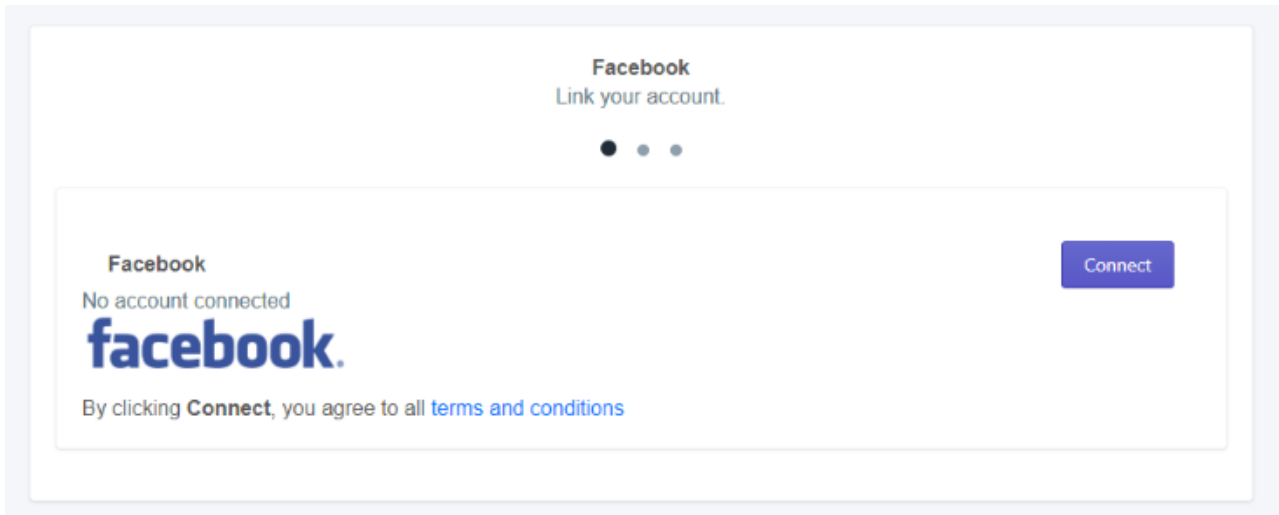 Facebook
Link your account.
Facebook
Connect
No account connected
facebook.
By clicking Connect, you agree to all terms and conditions